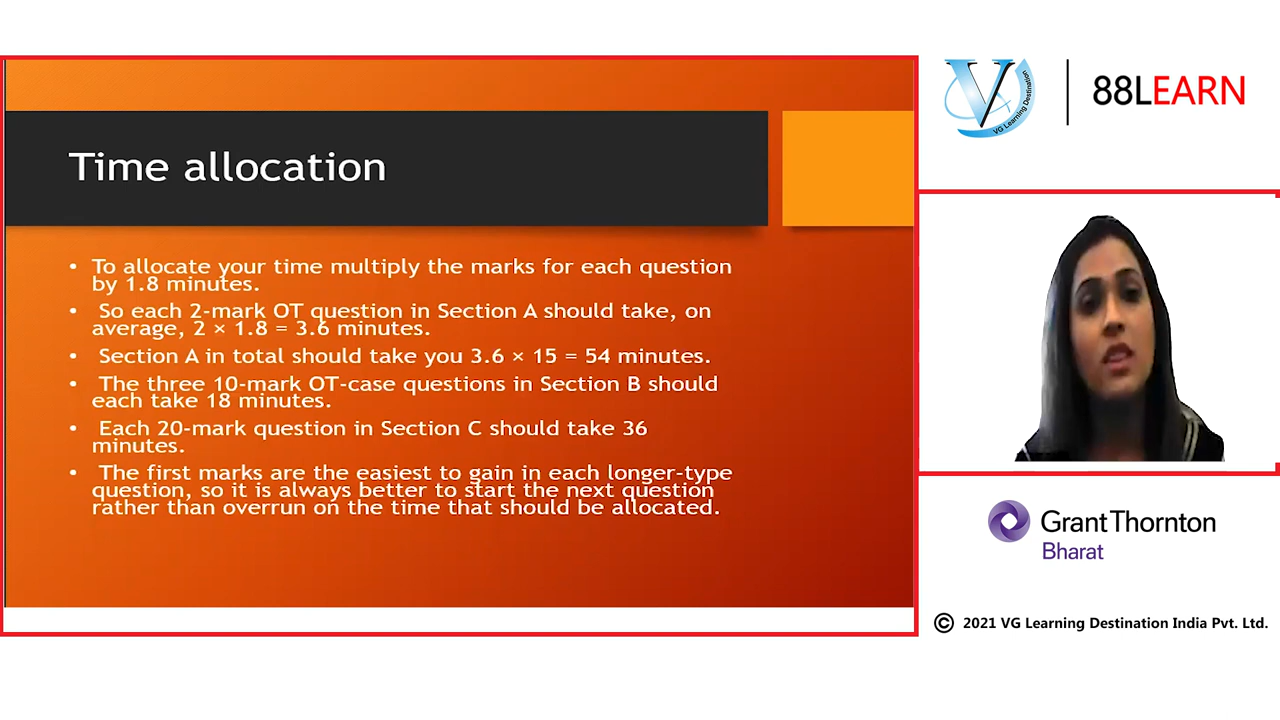 Time allocation
• To allocate your time multiply the marks for each question
by 1.8 minutes.
• So each 2-mark OT question in Section A should take, on
average, 2 × 1.8 = 3.6 minutes.
• Section A in total should take you 3.6 × 15 = 54 minutes.
• The three 10-mark OT-case questions in Section B should
each take 18 minutes.
• Each 20-mark question in Section C should take 36
minutes.
• The first marks are the easiest to gain in each longer-type
question, so it is always better to start the next question
rather than overrun on the time that should be allocated.
V
VG Learning Destination
88LEARN
Grant Thornton
Bharat
© 2021 VG Learning Destination India Pvt. Ltd.